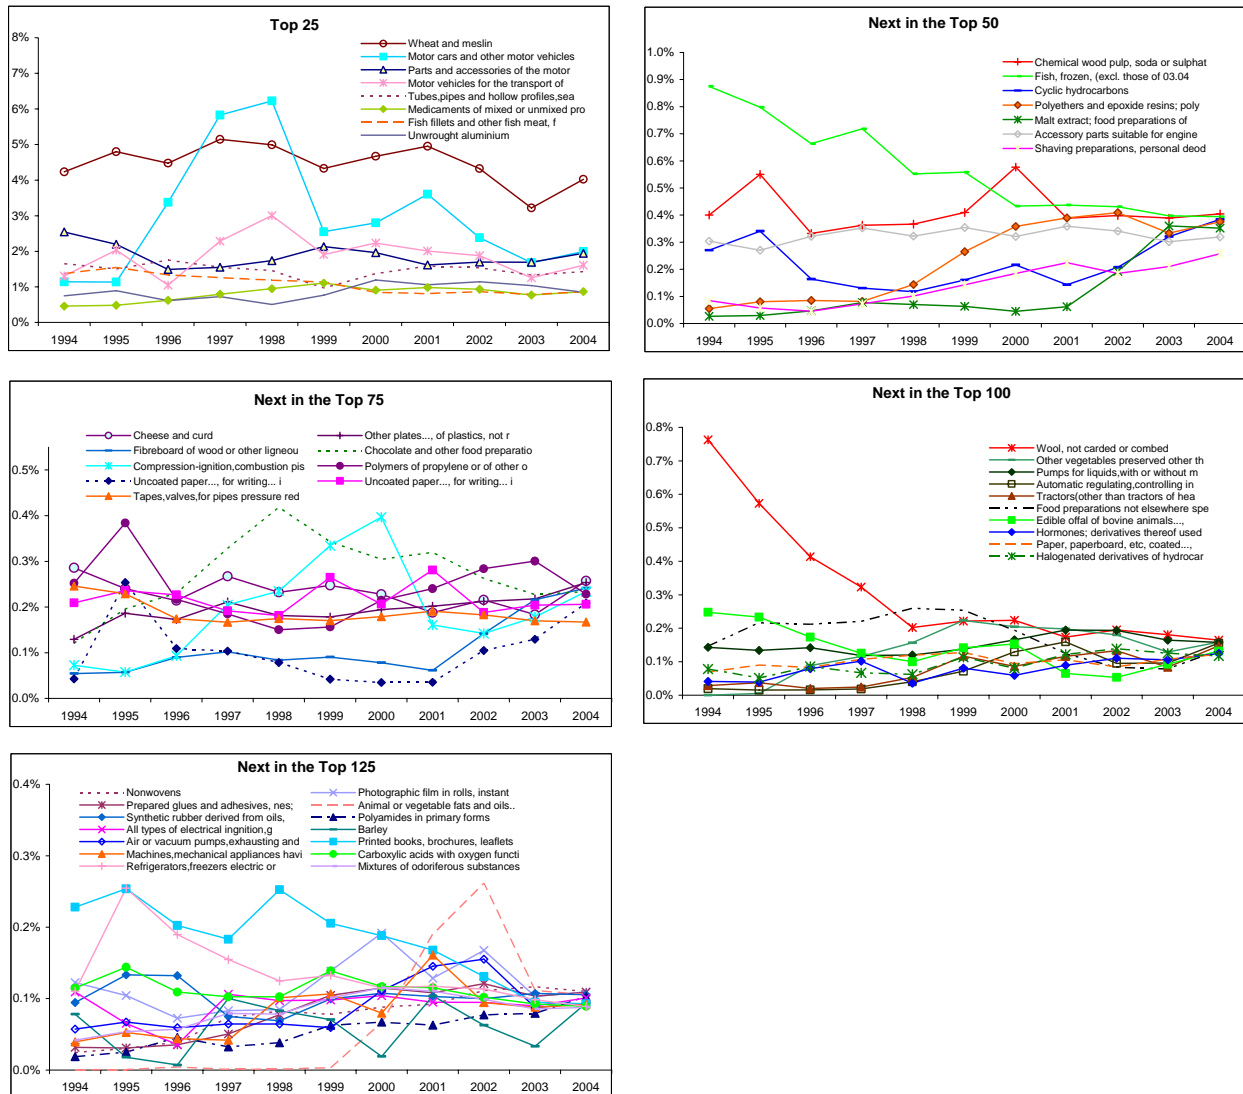 Top 25
8%
7%
6%
5%
4%
3%
2%
1%
0%
Wheat and meslin
Motor cars and other motor vehicles
Parts and accessories of the motor
Motor vehicles for the transport of
Tubes,pipes and hollow profiles,sea
Medicaments of mixed or unmixed pro
Fish fillets and other fish meat, f
Unwrought aluminium
1994 1995 1996 1997 1998 1999 2000 2001 2002 2003 2004
Next in the Top 50
1.0%
0.9%
0.8%
0.7%
0.6%
0.5%
0.4%
0.3%
0.2%
0.1%
0.0%
Chemical wood pulp, soda or sulphat
Fish, frozen, (excl. those of 03.04
Cyclic hydrocarbons
Polyethers and epoxide resins; poly
Malt extract; food preparations of
Accessory parts suitable for engine
Shaving preparations, personal deod
1994 1995 1996 1997 1998 1999 2000 2001 2002 2003 2004
Next in the Top 75
Cheese and curd
Other plates..., of plastics, not r
Fibreboard of wood or other ligneou
Chocolate and other food preparatio
Compression-ignition,combustion pis
Polymers of propylene or of other o
Uncoated paper..., for writing... i
Uncoated paper..., for writing... i
Tapes,valves,for pipes pressure red
0.5%
0.4%
0.3%
0.2%
0.1%
0.0%
1994 1995 1996 1997 1998 1999 2000 2001 2002 2003 2004
Next in the Top 100
0.8%
0.7%
0.6%
0.5%
0.4%
0.3%
0.2%
0.1%
0.0%
Wool, not carded or combed
Other vegetables preserved other th
Pumps for liquids,with or without m
Automatic regulating,controlling in
Tractors(other than tractors of hea
Food preparations not elsewhere spe
Edible offal of bovine animals...,
Hormones; derivatives thereof used
Paper, paperboard, etc, coated...,
Halogenated derivatives of hydrocar
1994 1995 1996 1997 1998 1999 2000 2001 2002 2003 2004
Next in the Top 125
0.4%
0.3%
0.2%
0.1%
0.0%
Nonwovens
Photographic film in rolls, instant
Prepared glues and adhesives, nes;
Animal or vegetable fats and oils..
Synthetic rubber derived from oils,
Polyamides in primary forms
All types of electrical ingnition,g
Barley
Air or vacuum pumps,exhausting and
Printed books, brochures, leaflets
Machines,mechanical appliances havi
Carboxylic acids with oxygen functi
Refrigerators,freezers electric or
Mixtures of odoriferous substances
1994 1995 1996 1997 1998 1999 2000 2001 2002 2003 2004